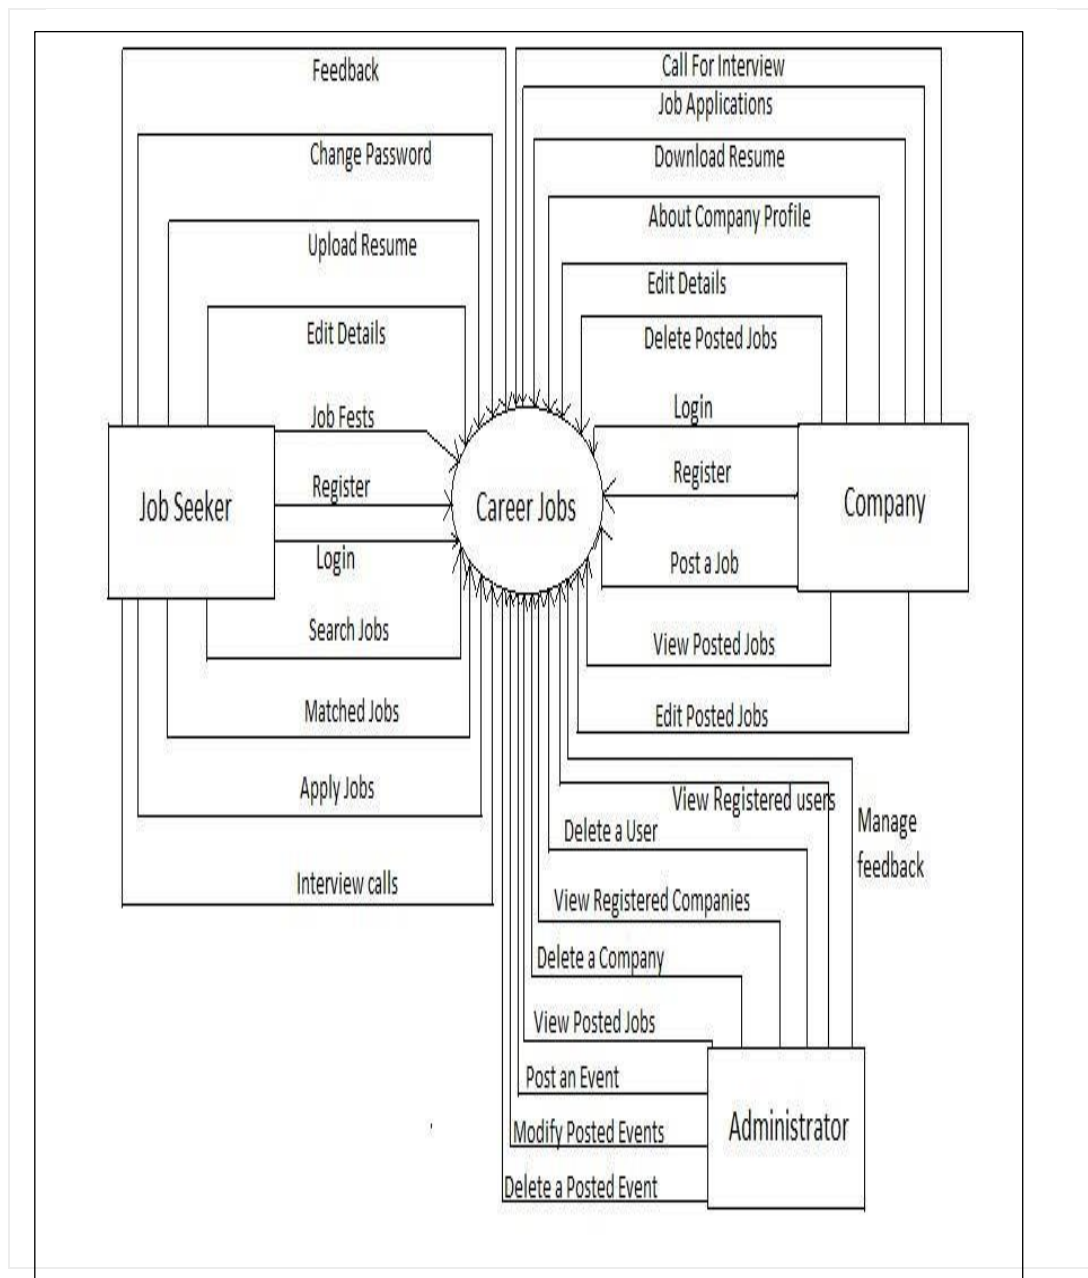 Feedback
Change Password
Upload Resume
Edit Details
Job Fests
Register
Login
Search Jobs
Matched Jobs
Apply Jobs
Interview calls
Job Seeker
Career Jobs
Call For Interview
Job Applications
Download Resume
About Company Profile
Edit Details
Delete Posted Jobs
Login
Register
Post a Job
View Posted Jobs
Edit Posted Jobs
Company
View Registered users
Manage
feedback
Delete a User
View Registered Companies
Delete a Company
View Posted Jobs
Post an Event
Modify Posted Events
Delete a Posted Event
Administrator